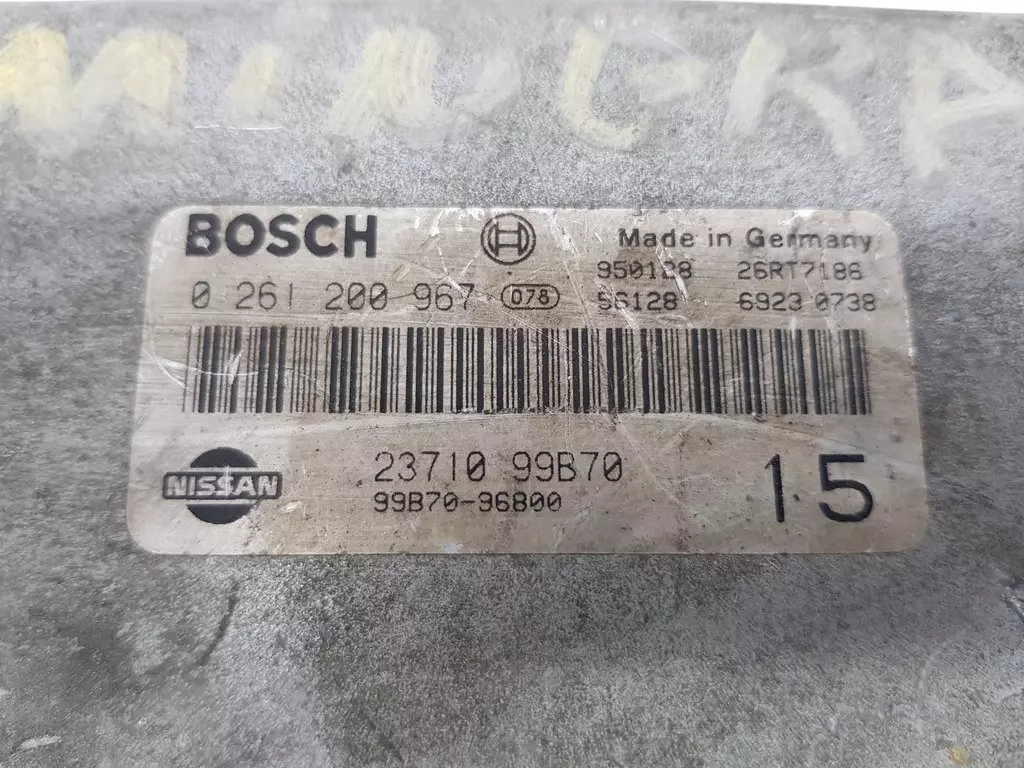 MINGRA
BOSCH Made in Germany
950128 26RT7186
0 261 200 967 078 56128 6923 0738
NISSAN 23710 99B70
99B70-96800
15